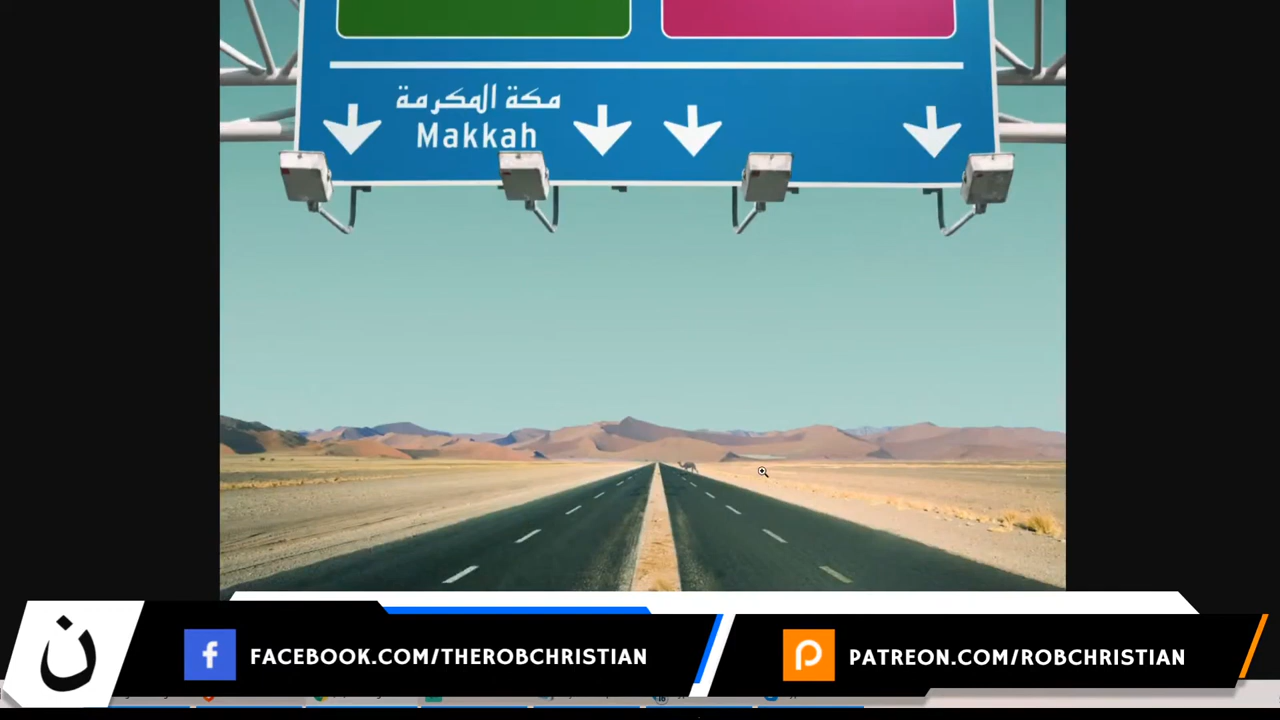 مكة المكرمة
Makkah
ن
FACEBOOK.COM/THEROBCHRISTIAN
PATREON.COM/ROBCHRISTIAN